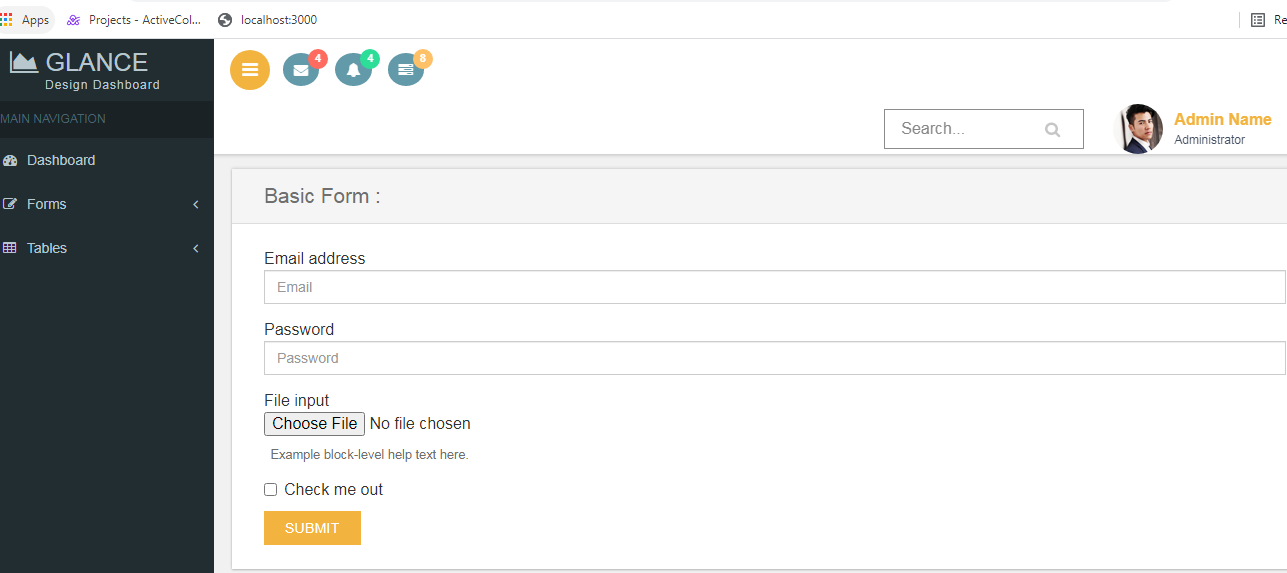 Apps
Projects - ActiveCol...
localhost:3000
Re
GLANCE
Design Dashboard
MAIN NAVIGATION
Dashboard
Forms
Tables
4
4
8
Search...
Admin Name
Administrator
Basic Form :
Email address
Email
Password
Password
File input
Choose File No file chosen
Example block-level help text here.
Check me out
SUBMIT